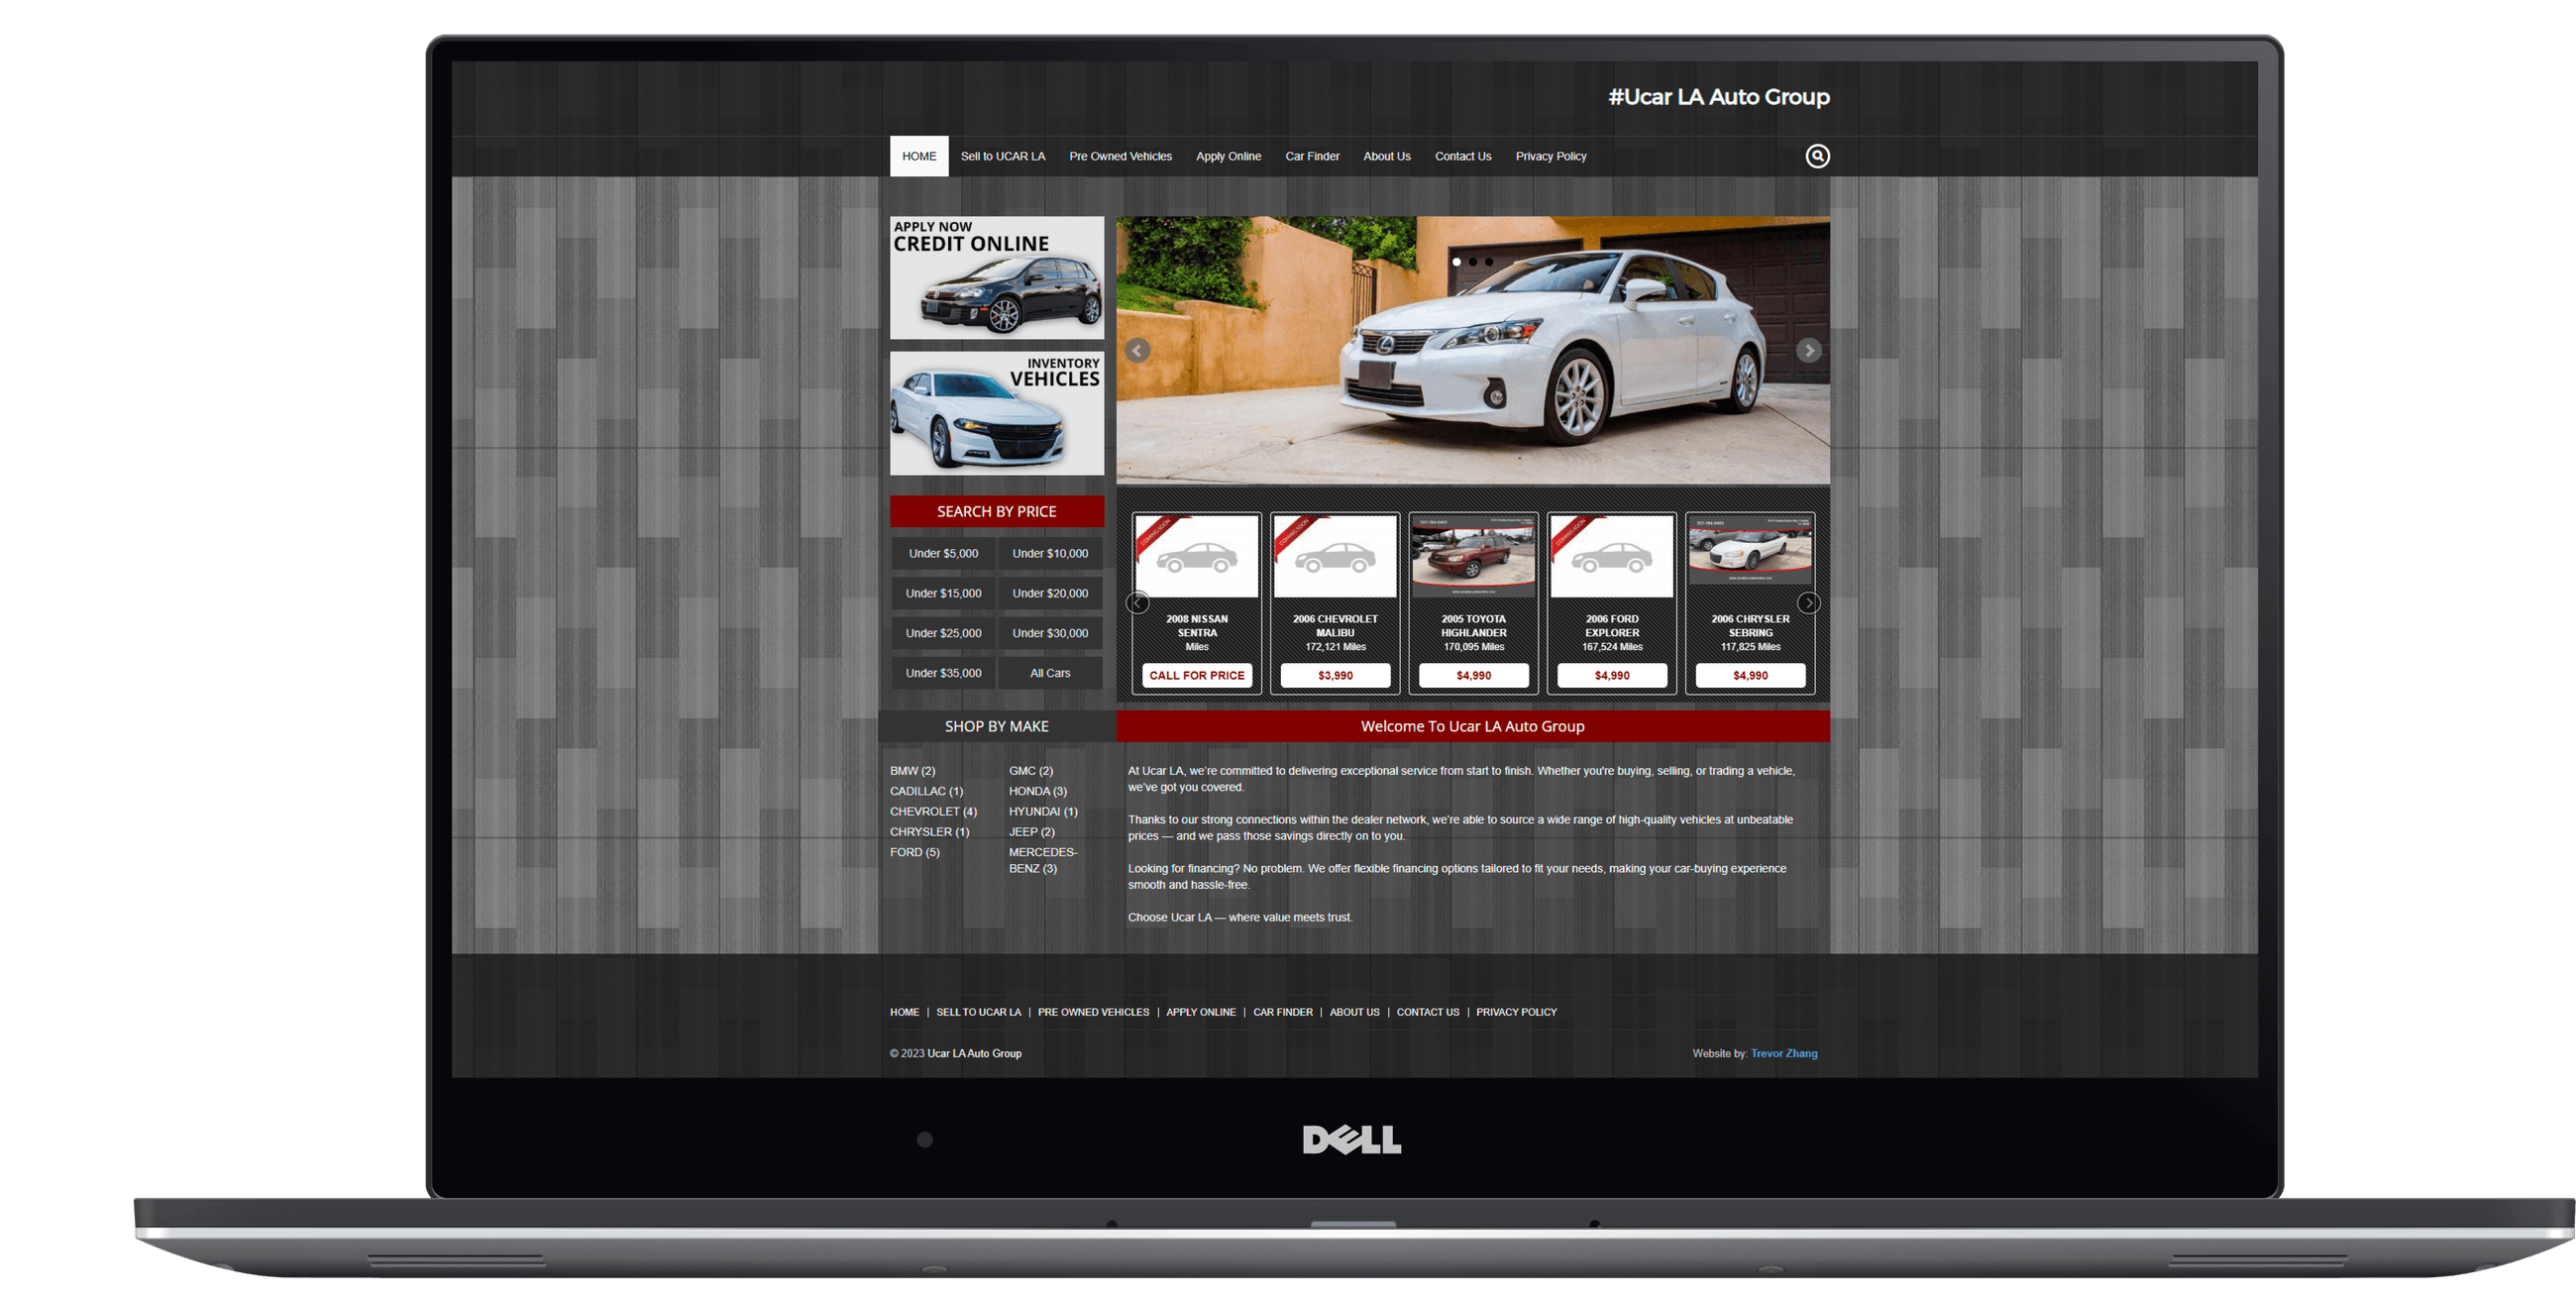 #Ucar LA Auto Group
HOME Sell to UCAR LA Pre Owned Vehicles Apply Online Car Finder About Us Contact Us Privacy Policy
APPLY NOW
CREDIT ONLINE
INVENTORY
VEHICLES
SEARCH BY PRICE
Under $5,000 Under $10,000
Under $15,000 Under $20,000
Under $25,000 Under $30,000
Under $35,000 All Cars
COMING SOON
2008 NISSAN
SENTRA
Miles
CALL FOR PRICE
COMING SOON
2006 CHEVROLET
MALIBU
172,121 Miles
$3,990
2005 TOYOTA
HIGHLANDER
170,095 Miles
$4,990
COMING SOON
2006 FORD
EXPLORER
167,524 Miles
$4,990
2006 CHRYSLER
SEBRING
117,825 Miles
$4,990
SHOP BY MAKE
BMW (2)
CADILLAC (1)
CHEVROLET (4)
CHRYSLER (1)
FORD (5)
GMC (2)
HONDA (3)
HYUNDAI (1)
JEEP (2)
MERCEDES-
BENZ (3)
Welcome To Ucar LA Auto Group
At Ucar LA, we're committed to delivering exceptional service from start to finish. Whether you're buying, selling, or trading a vehicle,
we've got you covered.
Thanks to our strong connections within the dealer network, we're able to source a wide range of high-quality vehicles at unbeatable
prices — and we pass those savings directly on to you.
Looking for financing? No problem. We offer flexible financing options tailored to fit your needs, making your car-buying experience
smooth and hassle-free.
Choose Ucar LA — where value meets trust.
HOME | SELL TO UCAR LA | PRE OWNED VEHICLES | APPLY ONLINE | CAR FINDER | ABOUT US | CONTACT US | PRIVACY POLICY
© 2023 Ucar LA Auto Group
Website by: Trevor Zhang
DELL